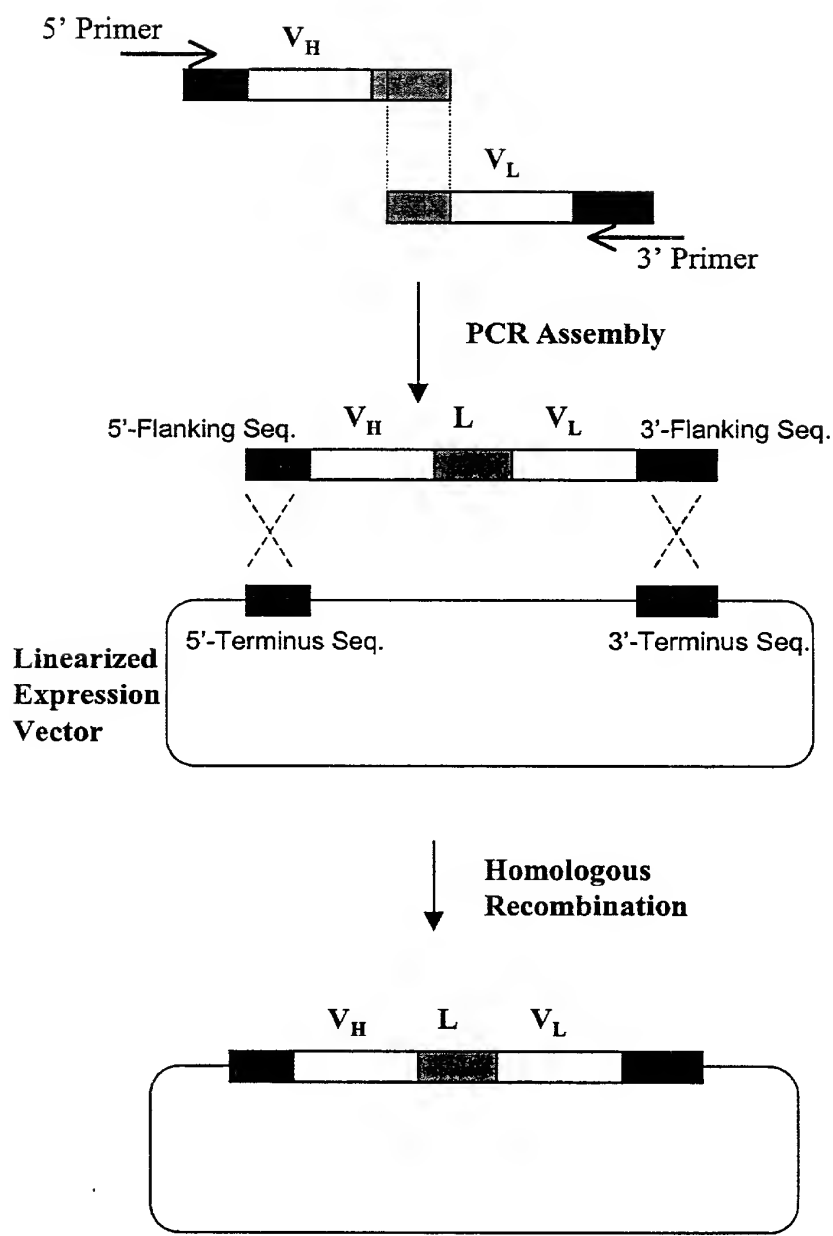 5' Primer
V_H
V_L
3' Primer
PCR Assembly
5'-Flanking Seq.
V_H
L
V_L
3'-Flanking Seq.
5'-Terminus Seq.
3'-Terminus Seq.
Linearized
Expression
Vector
Homologous
Recombination
V_H
L
V_L